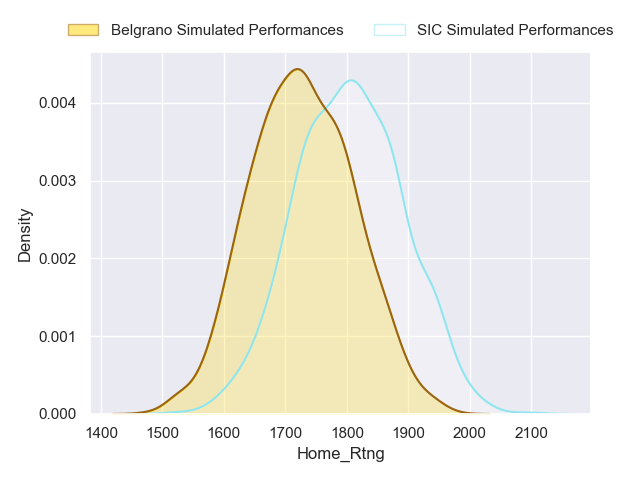 Belgrano Simulated Performances SIC Simulated Performances
0.004
0.003
0.002
0.001
0.000
Density
1400 1500 1600 1700 1800 1900 2000 2100
Home_Rtng